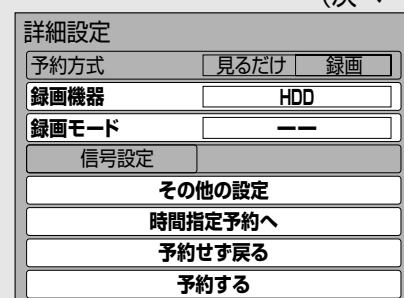 (次へ
詳細設定
予約方式 見るだけ 録画
録画機器 HDD
録画モード ーー
信号設定
その他の設定
時間指定予約へ
予約せず戻る
予約する